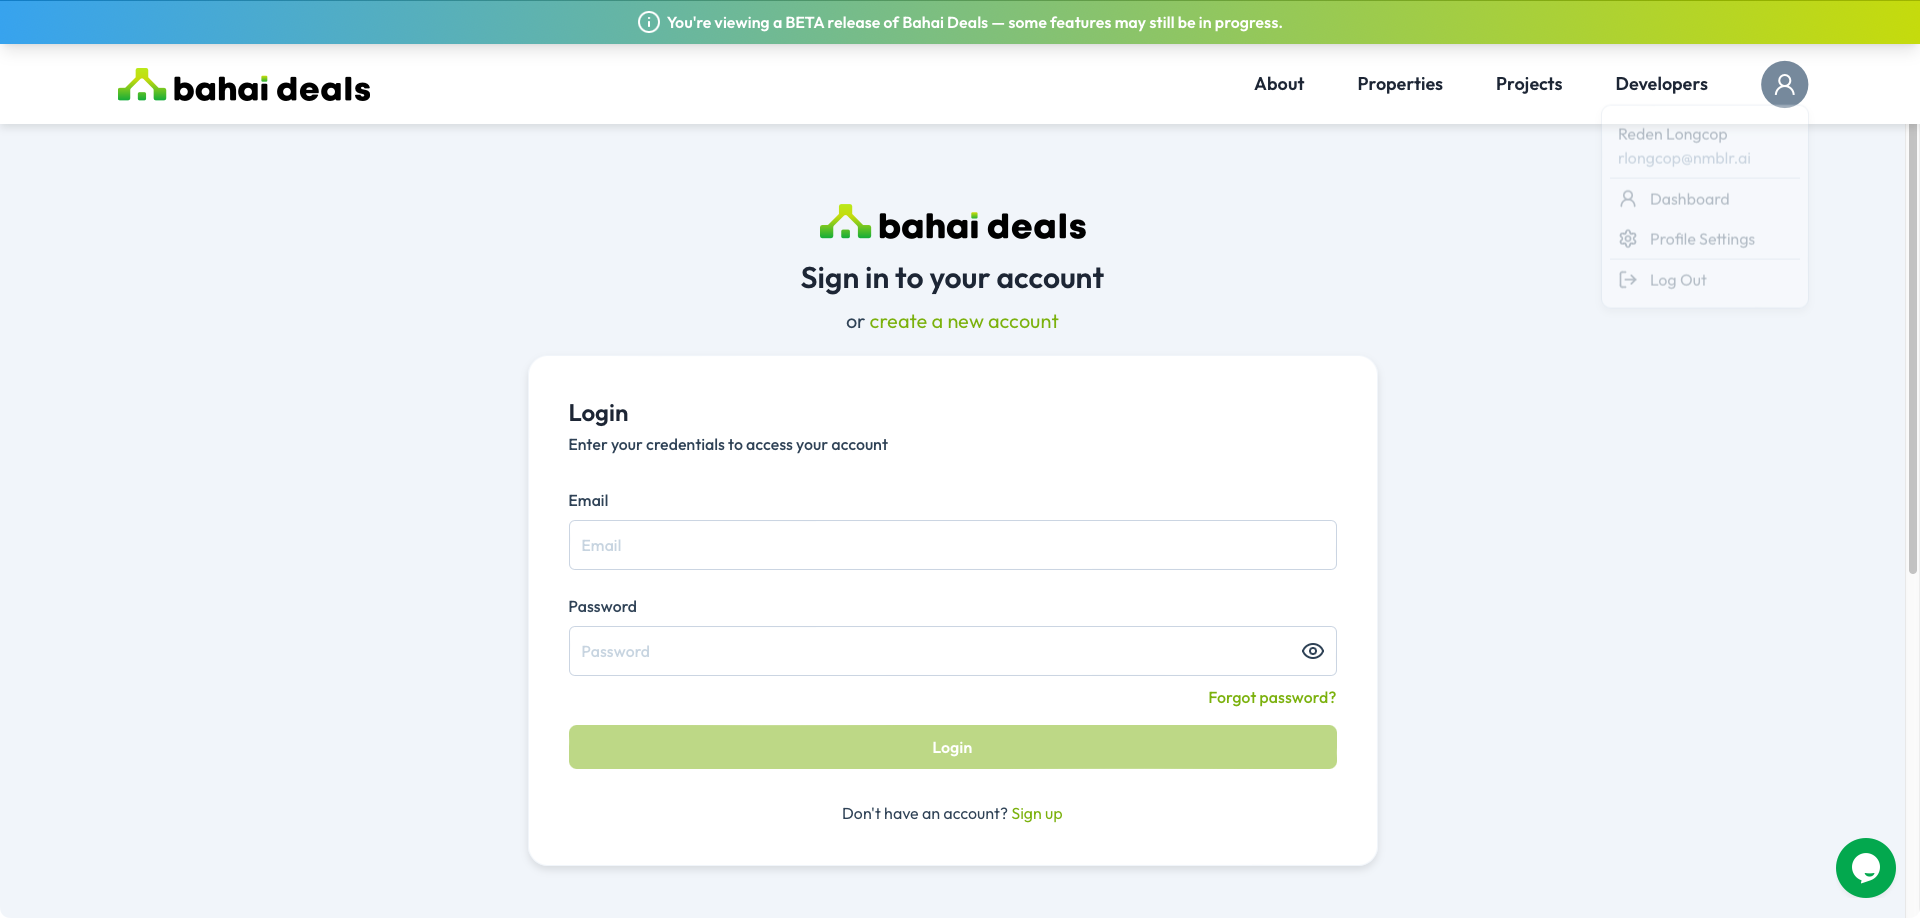 You're viewing a BETA release of Bahai Deals — some features may still be in progress.
bahai deals
About
Properties
Projects
Developers
Reden Longcop
rlongcop@nmblr.ai
Dashboard
Profile Settings
Log Out
bahai deals
Sign in to your account
or create a new account
Login
Enter your credentials to access your account
Email
Email
Password
Password
Forgot password?
Login
Don't have an account? Sign up